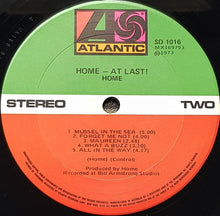 ATLANTIC
SD 1016
MX169793
℗1973
HOME – AT LAST!
HOME
STEREO
TWO
1. MUSSEL IN THE SEA (5.00)
2. FORGET ME NOT (3.50)
3. MAUREEN (2.48)
4. WHAT A BUZZ (3.20)
5. ALL IN THE WAY (4.17)
(Home) (Control)
Produced by Home
Recorded at Bill Armstrong Studios